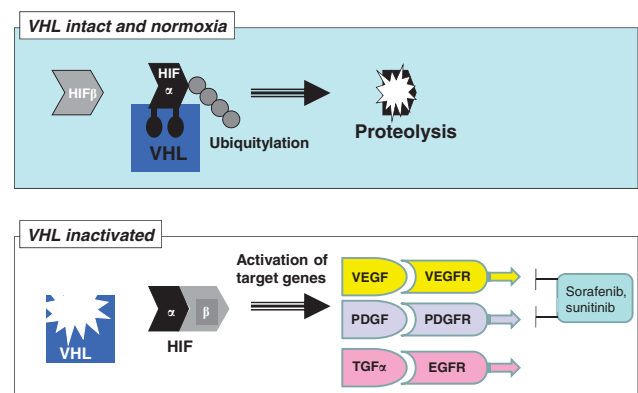 VHL intact and normoxia
HIFβ
HIF
α
VHL
Ubiquitylation
Proteolysis
VHL inactivated
VHL
α
β
HIF
Activation of
target genes
VEGF
VEGFR
PDGF
PDGFR
TGFα
EGFR
Sorafenib,
sunitinib